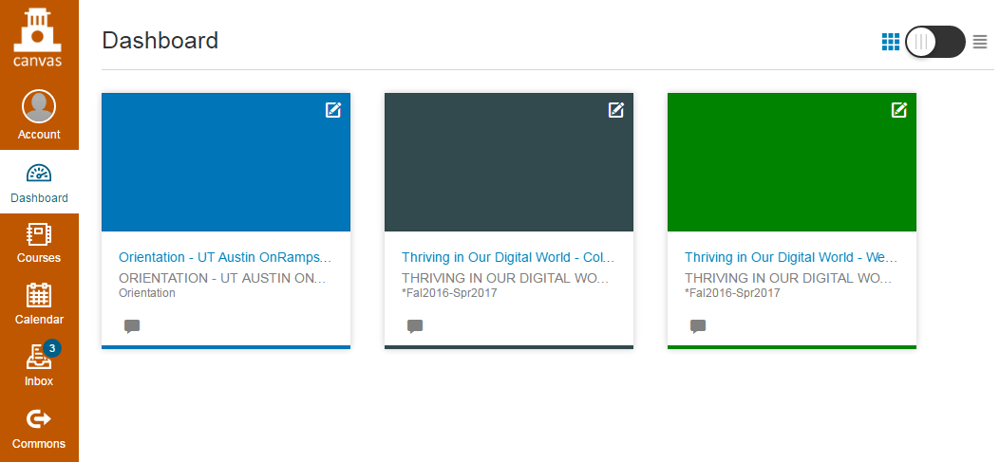 canvas
Account
Dashboard
Courses
Calendar
3
Inbox
Commons
Dashboard
Orientation - UT Austin OnRamps...
ORIENTATION - UT AUSTIN ON...
Orientation
Thriving in Our Digital World - Col...
THRIVING IN OUR DIGITAL WO...
*Fal2016-Spr2017
Thriving in Our Digital World - We...
THRIVING IN OUR DIGITAL WO...
*Fal2016-Spr2017